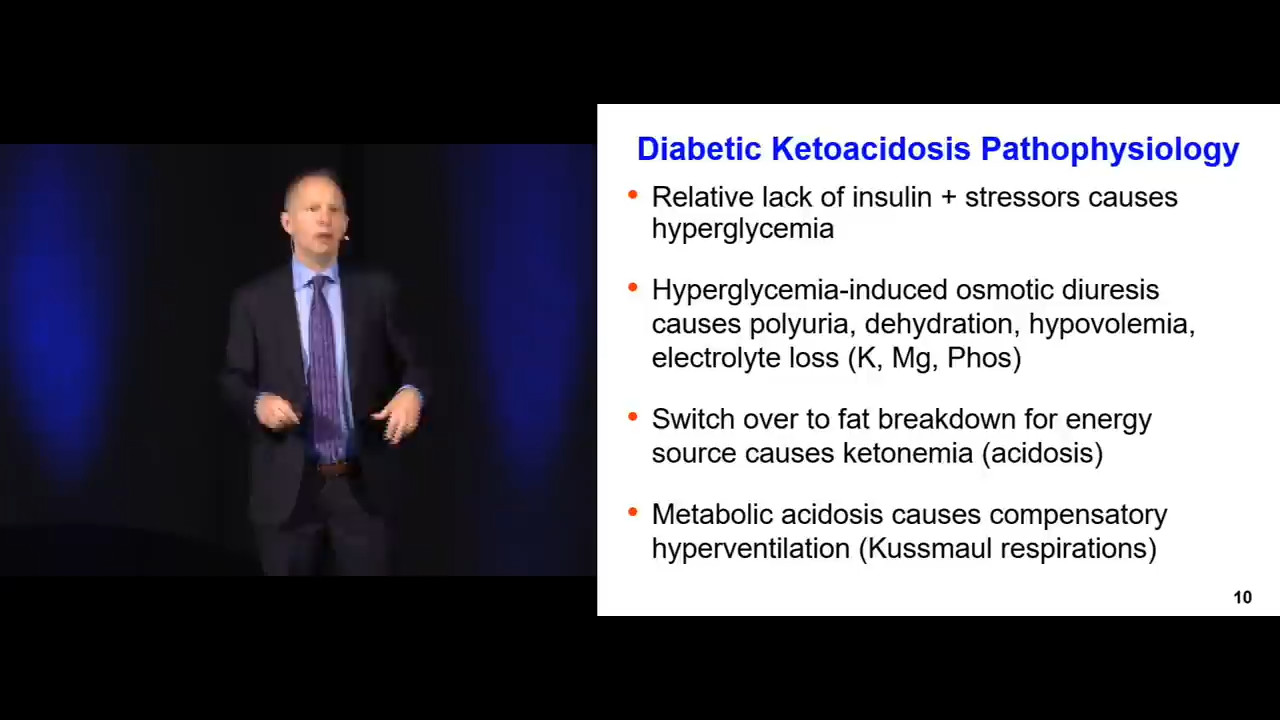 Diabetic Ketoacidosis Pathophysiology
• Relative lack of insulin + stressors causes
hyperglycemia
• Hyperglycemia-induced osmotic diuresis
causes polyuria, dehydration, hypovolemia,
electrolyte loss (K, Mg, Phos)
• Switch over to fat breakdown for energy
source causes ketonemia (acidosis)
• Metabolic acidosis causes compensatory
hyperventilation (Kussmaul respirations)
10